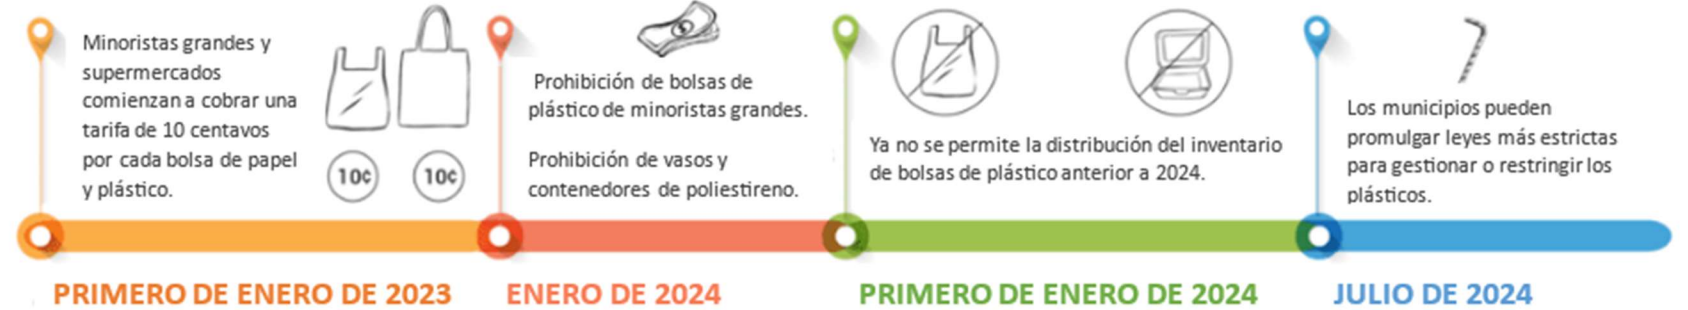 Minoristas grandes y
supermercados
comienzan a cobrar una
tarifa de 10 centavos
por cada bolsa de papel
y plástico.
10¢ 10¢
PRIMERO DE ENERO DE 2023
Prohibición de bolsas de
plástico de minoristas grandes.
Prohibición de vasos y
contenedores de poliestireno.
ENERO DE 2024
Ya no se permite la distribución del inventario
de bolsas de plástico anterior a 2024.
PRIMERO DE ENERO DE 2024
Los municipios pueden
promulgar leyes más estrictas
para gestionar o restringir los
plásticos.
JULIO DE 2024